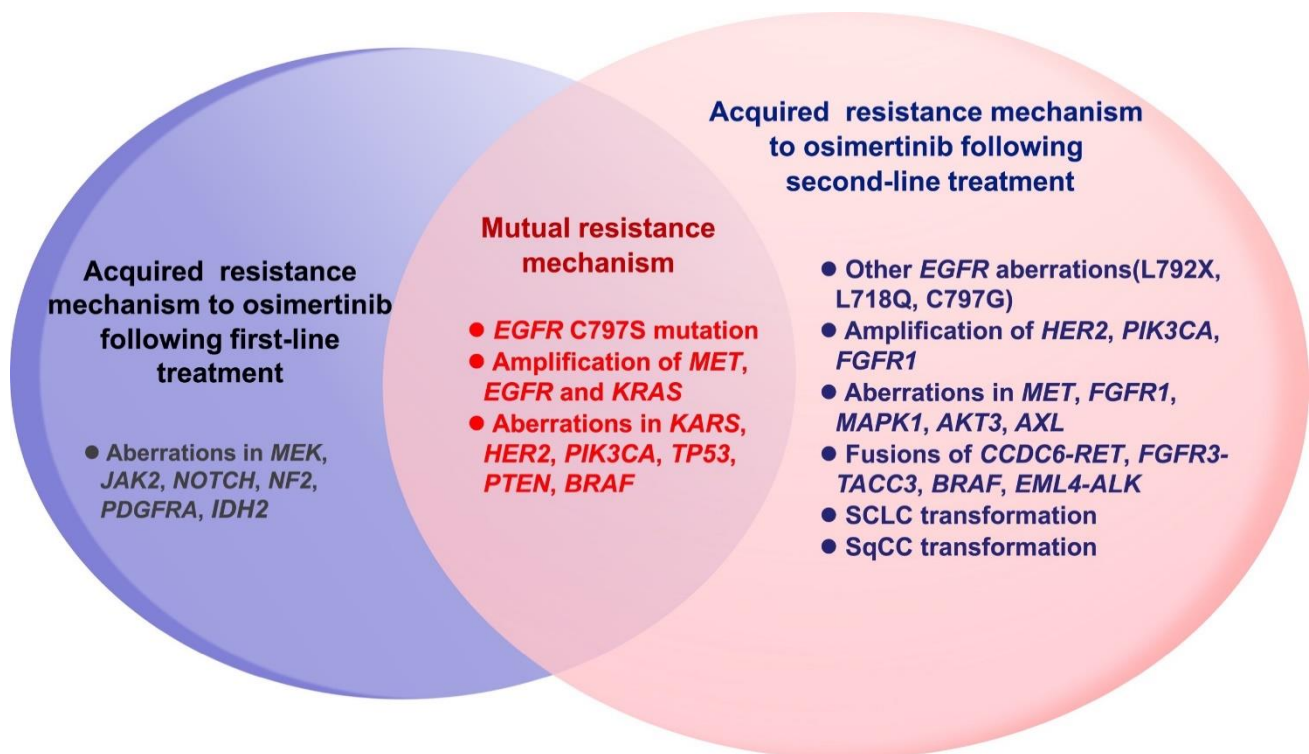 Acquired resistance
mechanism to osimertinib
following first-line
treatment
● Aberrations in MEK,
JAK2, NOTCH, NF2,
PDGFRA, IDH2
Mutual resistance
mechanism
● EGFR C797S mutation
● Amplification of MET,
EGFR and KRAS
● Aberrations in KARS,
HER2, PIK3CA, TP53,
PTEN, BRAF
Acquired resistance mechanism
to osimertinib following
second-line treatment
● Other EGFR aberrations(L792X,
L718Q, C797G)
● Amplification of HER2, PIK3CA,
FGFR1
● Aberrations in MET, FGFR1,
MAPK1, AKT3, AXL
● Fusions of CCDC6-RET, FGFR3-
TACC3, BRAF, EML4-ALK
● SCLC transformation
● SqCC transformation